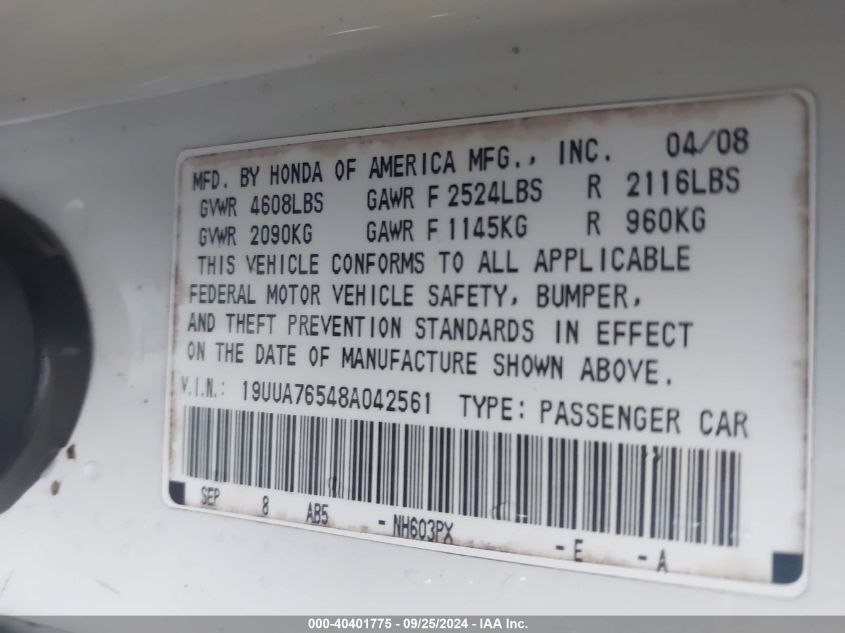 MFD. BY HONDA OF AMERICA MFG., INC. 04/08
GVWR 4608LBS GAWR F 2524LBS R 2116LBS
GVWR 2090KG GAWR F 1145KG R 960KG
THIS VEHICLE CONFORMS TO ALL APPLICABLE
FEDERAL MOTOR VEHICLE SAFETY, BUMPER,
AND THEFT PREVENTION STANDARDS IN EFFECT
ON THE DATE OF MANUFACTURE SHOWN ABOVE.
V.I.N.: 19UUA76548A042561 TYPE: PASSENGER CAR
SEP 8 AB5 - NH603PX - E - A
000-40401775 - 09/25/2024 - IAA Inc.